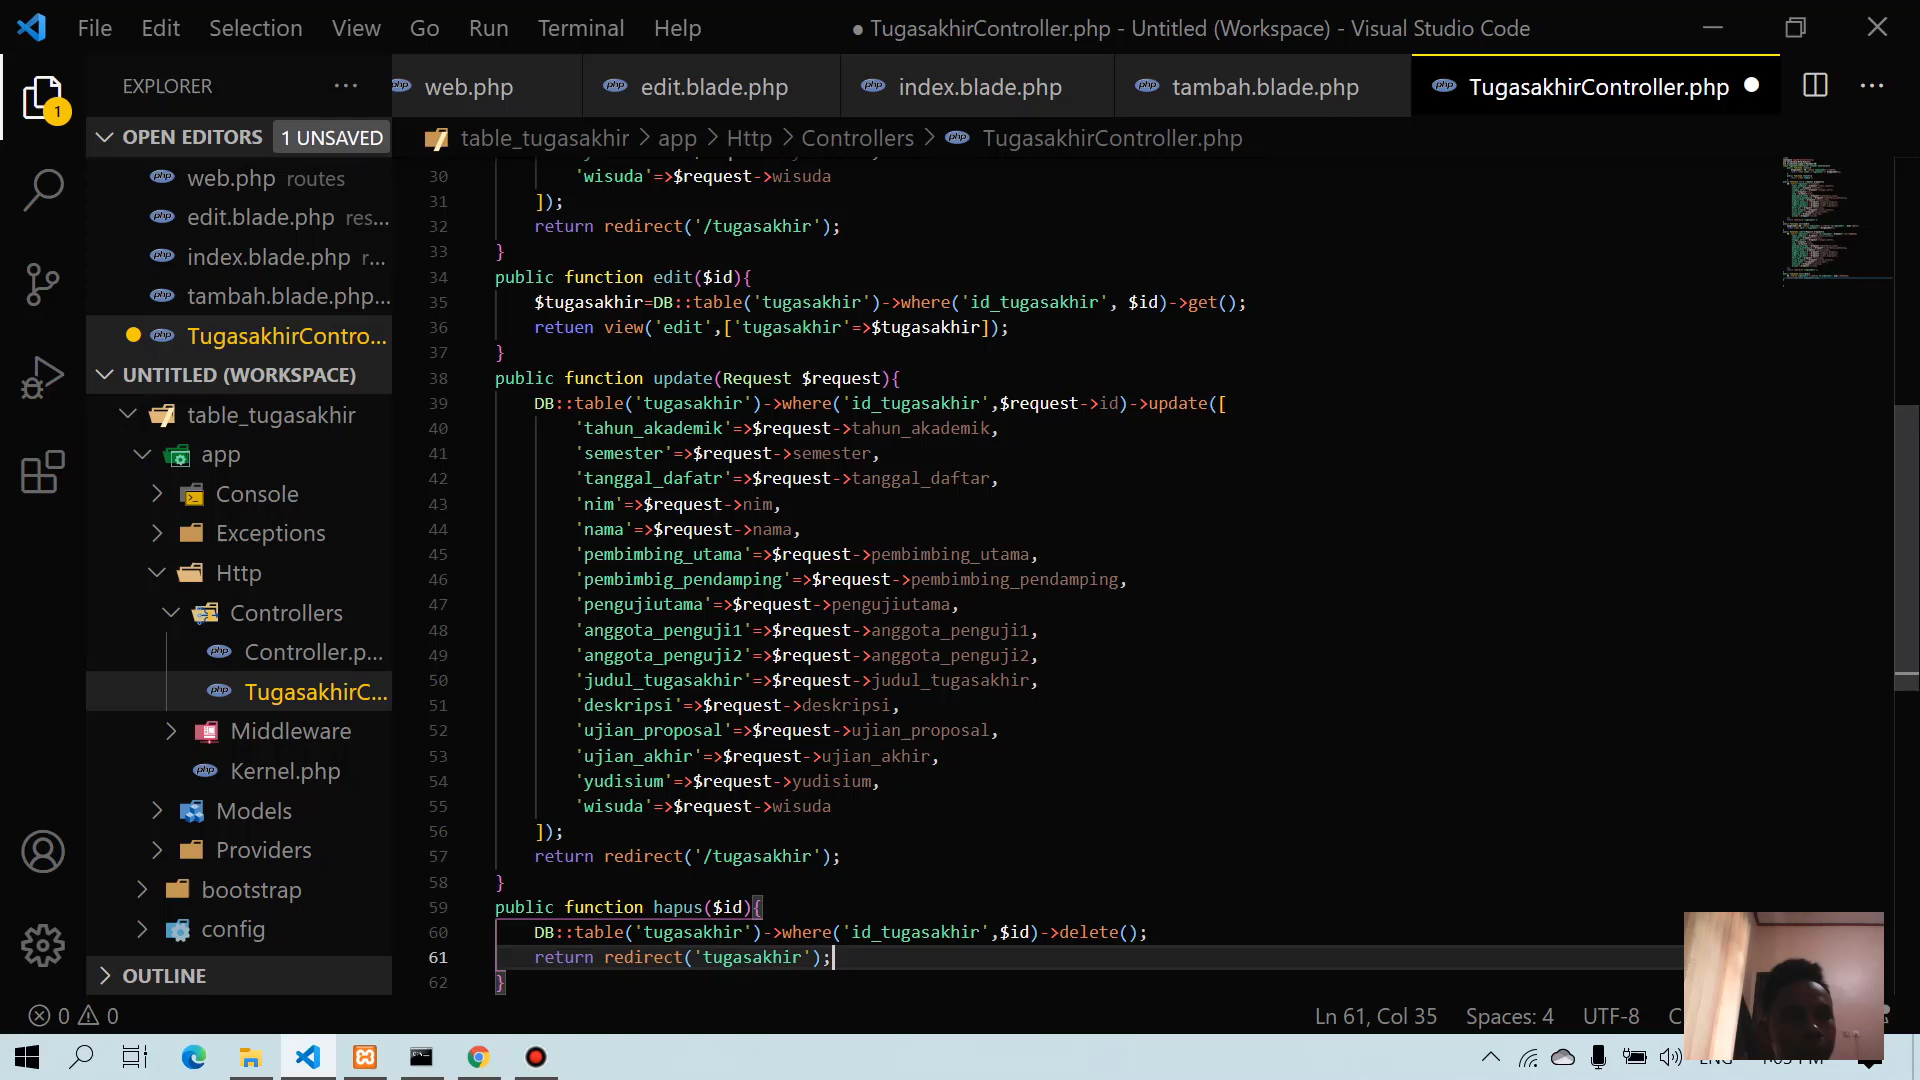 File Edit Selection View Go Run Terminal Help
● TugasakhirController.php - Untitled (Workspace) - Visual Studio Code
EXPLORER
web.php
edit.blade.php
index.blade.php
tambah.blade.php
TugasakhirController.php
OPEN EDITORS 1 UNSAVED
table_tugasakhir > app > Http > Controllers > TugasakhirController.php
web.php routes
edit.blade.php res...
index.blade.php r...
tambah.blade.php...
TugasakhirContro...
UNTITLED (WORKSPACE)
table_tugasakhir
app
Console
Exceptions
Http
Controllers
Controller.p...
TugasakhirC...
Middleware
Kernel.php
Models
Providers
bootstrap
config
OUTLINE
30 'wisuda'=>$request->wisuda
31 ]);
32 return redirect('/tugasakhir');
33 }
34 public function edit($id){
35 $tugasakhir=DB::table('tugasakhir')->where('id_tugasakhir', $id)->get();
36 retuen view('edit',['tugasakhir'=>$tugasakhir]);
37 }
38 public function update(Request $request){
39 DB::table('tugasakhir')->where('id_tugasakhir',$request->id)->update([
40 'tahun_akademik'=>$request->tahun_akademik,
41 'semester'=>$request->semester,
42 'tanggal_dafatr'=>$request->tanggal_daftar,
43 'nim'=>$request->nim,
44 'nama'=>$request->nama,
45 'pembimbing_utama'=>$request->pembimbing_utama,
46 'pembimbig_pendamping'=>$request->pembimbing_pendamping,
47 'pengujiutama'=>$request->pengujiutama,
48 'anggota_penguji1'=>$request->anggota_penguji1,
49 'anggota_penguji2'=>$request->anggota_penguji2,
50 'judul_tugasakhir'=>$request->judul_tugasakhir,
51 'deskripsi'=>$request->deskripsi,
52 'ujian_proposal'=>$request->ujian_proposal,
53 'ujian_akhir'=>$request->ujian_akhir,
54 'yudisium'=>$request->yudisium,
55 'wisuda'=>$request->wisuda
56 ]);
57 return redirect('/tugasakhir');
58 }
59 public function hapus($id){
60 DB::table('tugasakhir')->where('id_tugasakhir',$id)->delete();
61 return redirect('tugasakhir');
62 }
0 0
Ln 61, Col 35 Spaces: 4 UTF-8